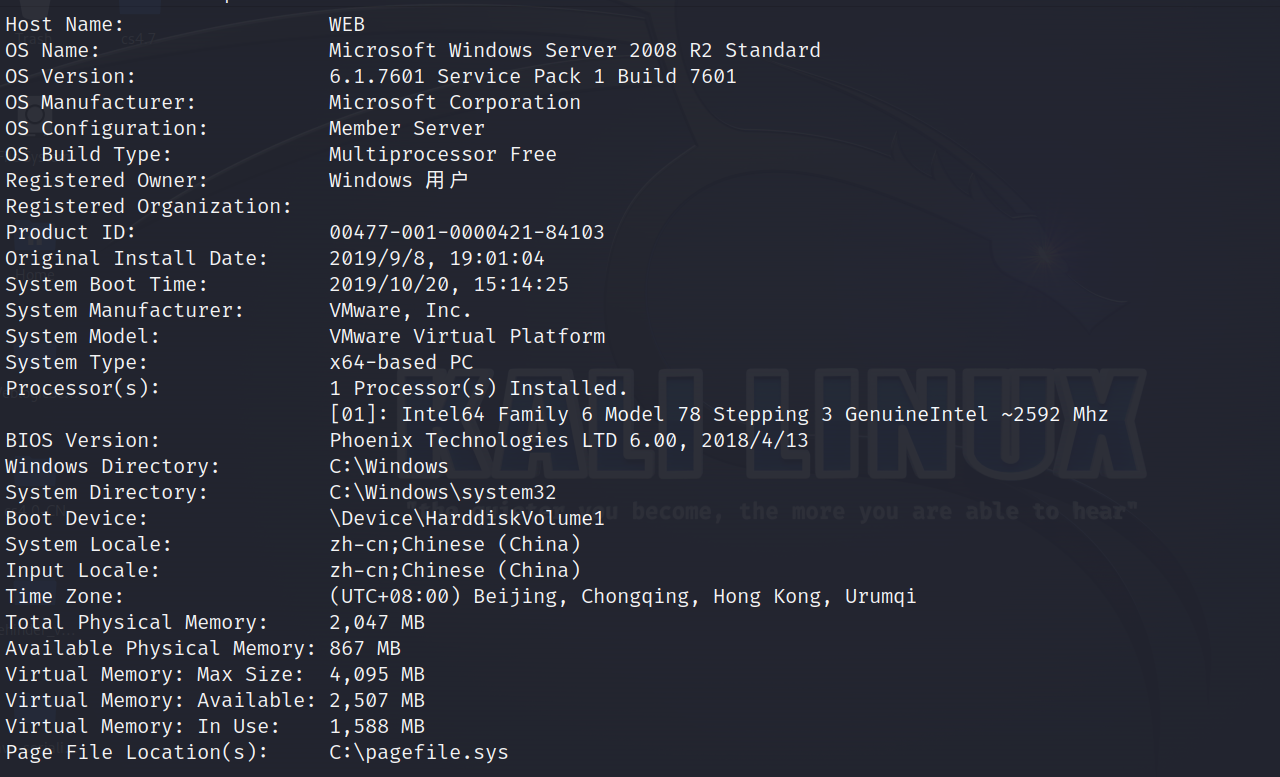 Host Name: WEB
OS Name: Microsoft Windows Server 2008 R2 Standard
OS Version: 6.1.7601 Service Pack 1 Build 7601
OS Manufacturer: Microsoft Corporation
OS Configuration: Member Server
OS Build Type: Multiprocessor Free
Registered Owner: Windows 用户
Registered Organization:
Product ID: 00477-001-0000421-84103
Original Install Date: 2019/9/8, 19:01:04
System Boot Time: 2019/10/20, 15:14:25
System Manufacturer: VMware, Inc.
System Model: VMware Virtual Platform
System Type: x64-based PC
Processor(s): 1 Processor(s) Installed.
[01]: Intel64 Family 6 Model 78 Stepping 3 GenuineIntel ~2592 Mhz
BIOS Version: Phoenix Technologies LTD 6.00, 2018/4/13
Windows Directory: C:\Windows
System Directory: C:\Windows\system32
Boot Device: \Device\HarddiskVolume1
System Locale: zh-cn;Chinese (China)
Input Locale: zh-cn;Chinese (China)
Time Zone: (UTC+08:00) Beijing, Chongqing, Hong Kong, Urumqi
Total Physical Memory: 2,047 MB
Available Physical Memory: 867 MB
Virtual Memory: Max Size: 4,095 MB
Virtual Memory: Available: 2,507 MB
Virtual Memory: In Use: 1,588 MB
Page File Location(s): C:\pagefile.sys
KALI LINUX
you become, the more you are able to hear"